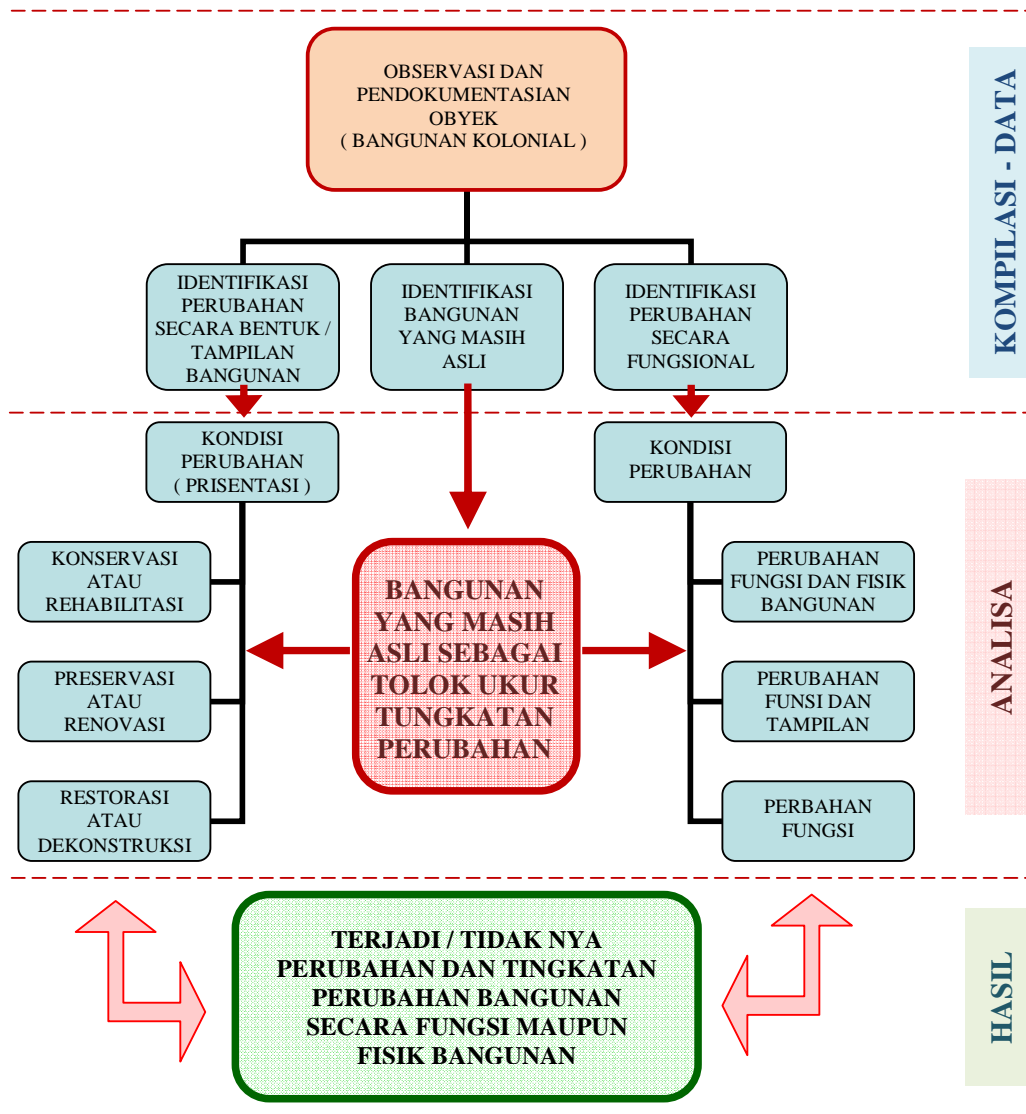 OBSERVASI DAN
PENDOKUMENTASIAN
OBYEK
( BANGUNAN KOLONIAL )
KOMPILASI - DATA
IDENTIFIKASI
PERUBAHAN
SECARA BENTUK /
TAMPILAN
BANGUNAN
IDENTIFIKASI
BANGUNAN
YANG MASIH
ASLI
IDENTIFIKASI
PERUBAHAN
SECARA
FUNGSIONAL
KONDISI
PERUBAHAN
( PRISENTASI )
KONDISI
PERUBAHAN
KONSERVASI
ATAU
REHABILITASI
PRESERVASI
ATAU
RENOVASI
RESTORASI
ATAU
DEKONSTRUKSI
BANGUNAN
YANG MASIH
ASLI SEBAGAI
TOLOK UKUR
TUNGKATAN
PERUBAHAN
PERUBAHAN
FUNGSI DAN FISIK
BANGUNAN
PERUBAHAN
FUNSI DAN
TAMPILAN
PERBAHAN
FUNGSI
ANALISA
TERJADI / TIDAK NYA
PERUBAHAN DAN TINGKATAN
PERUBAHAN BANGUNAN
SECARA FUNGSI MAUPUN
FISIK BANGUNAN
HASIL